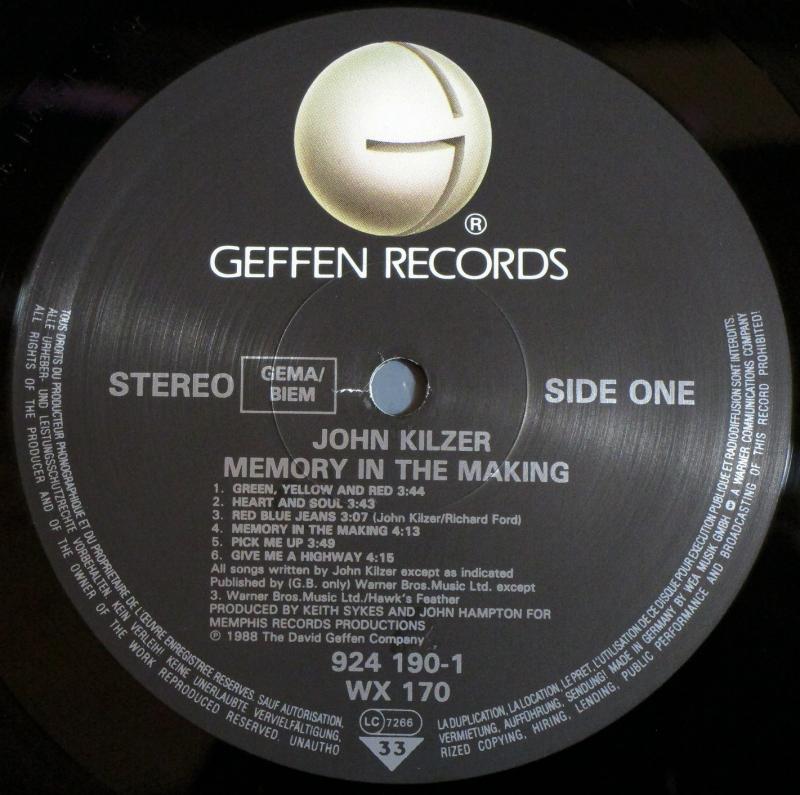 ®
GEFFEN RECORDS
STEREO
GEMA/
BIEM
SIDE ONE
JOHN KILZER
MEMORY IN THE MAKING
1. GREEN, YELLOW AND RED 3:44
2. HEART AND SOUL 3:43
3. RED BLUE JEANS 3:07 (John Kilzer/Richard Ford)
4. MEMORY IN THE MAKING 4:13
5. PICK ME UP 3:49
6. GIVE ME A HIGHWAY 4:15
All songs written by John Kilzer except as indicated
Published by (G.B. only) Warner Bros.Music Ltd. except
3. Warner Bros.Music Ltd./Hawk's Feather
PRODUCED BY KEITH SYKES AND JOHN HAMPTON FOR
MEMPHIS RECORDS PRODUCTIONS
℗ 1988 The David Geffen Company
924 190-1
WX 170
LC 7266
33
TOUS DROITS DU PRODUCTEUR PHONOGRAPHIQUE ET DU PROPRIETAIRE DE L'ŒUVRE ENREGISTREE RESERVES. SAUF AUTORISATION, LA DUPLICATION, LA LOCATION, LE PRET, L'UTILISATION DE CE DISQUE POUR EXECUTION PUBLIQUE ET RADIODIFFUSION SONT INTERDITS.
ALLE URHEBER- UND LEISTUNGSSCHUTZRECHTE VORBEHALTEN. KEIN VERLEIH! KEINE UNERLAUBTE VERVIELFÄLTIGUNG, VERMIETUNG, AUFFÜHRUNG, SENDUNG! MADE IN GERMANY BY WEA MUSIK GMBH A WARNER COMMUNICATIONS COMPANY
ALL RIGHTS OF THE PRODUCER AND OF THE OWNER OF THE WORK REPRODUCED RESERVED. UNAUTHORIZED COPYING, HIRING, LENDING, PUBLIC PERFORMANCE AND BROADCASTING OF THIS RECORD PROHIBITED!